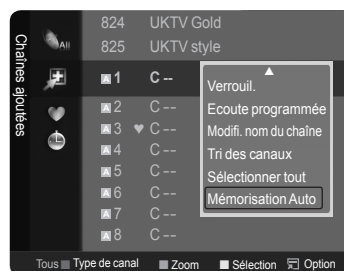 824 UKTV Gold
825 UKTV style
Chaînes ajoutées
All
A 1 C --
A 2 C --
A 3 ♥ C --
A 4 C --
A 5 C --
A 6 C --
A 7 C --
A 8 C --
▲
Verrouil.
Ecoute programmée
Modifi. nom du chaîne
Tri des canaux
Sélectionner tout
Mémorisation Auto
Tous Type de canal Zoom Sélection Option